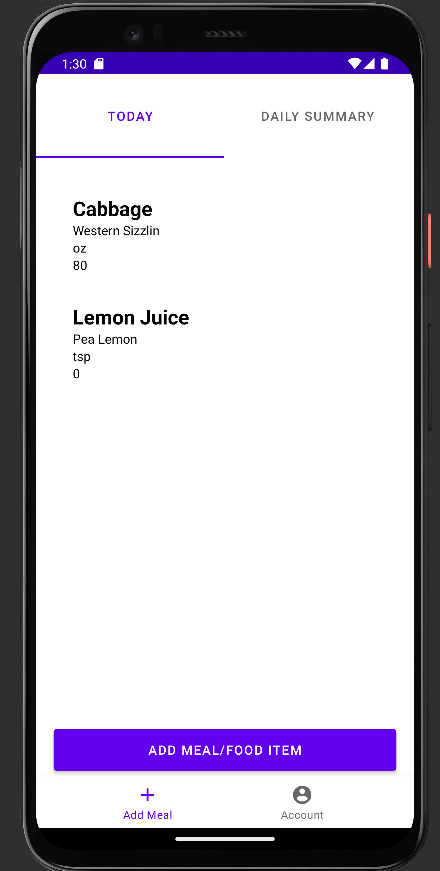 1:30
TODAY
DAILY SUMMARY
Cabbage
Western Sizzlin
oz
80
Lemon Juice
Pea Lemon
tsp
0
ADD MEAL/FOOD ITEM
Add Meal
Account